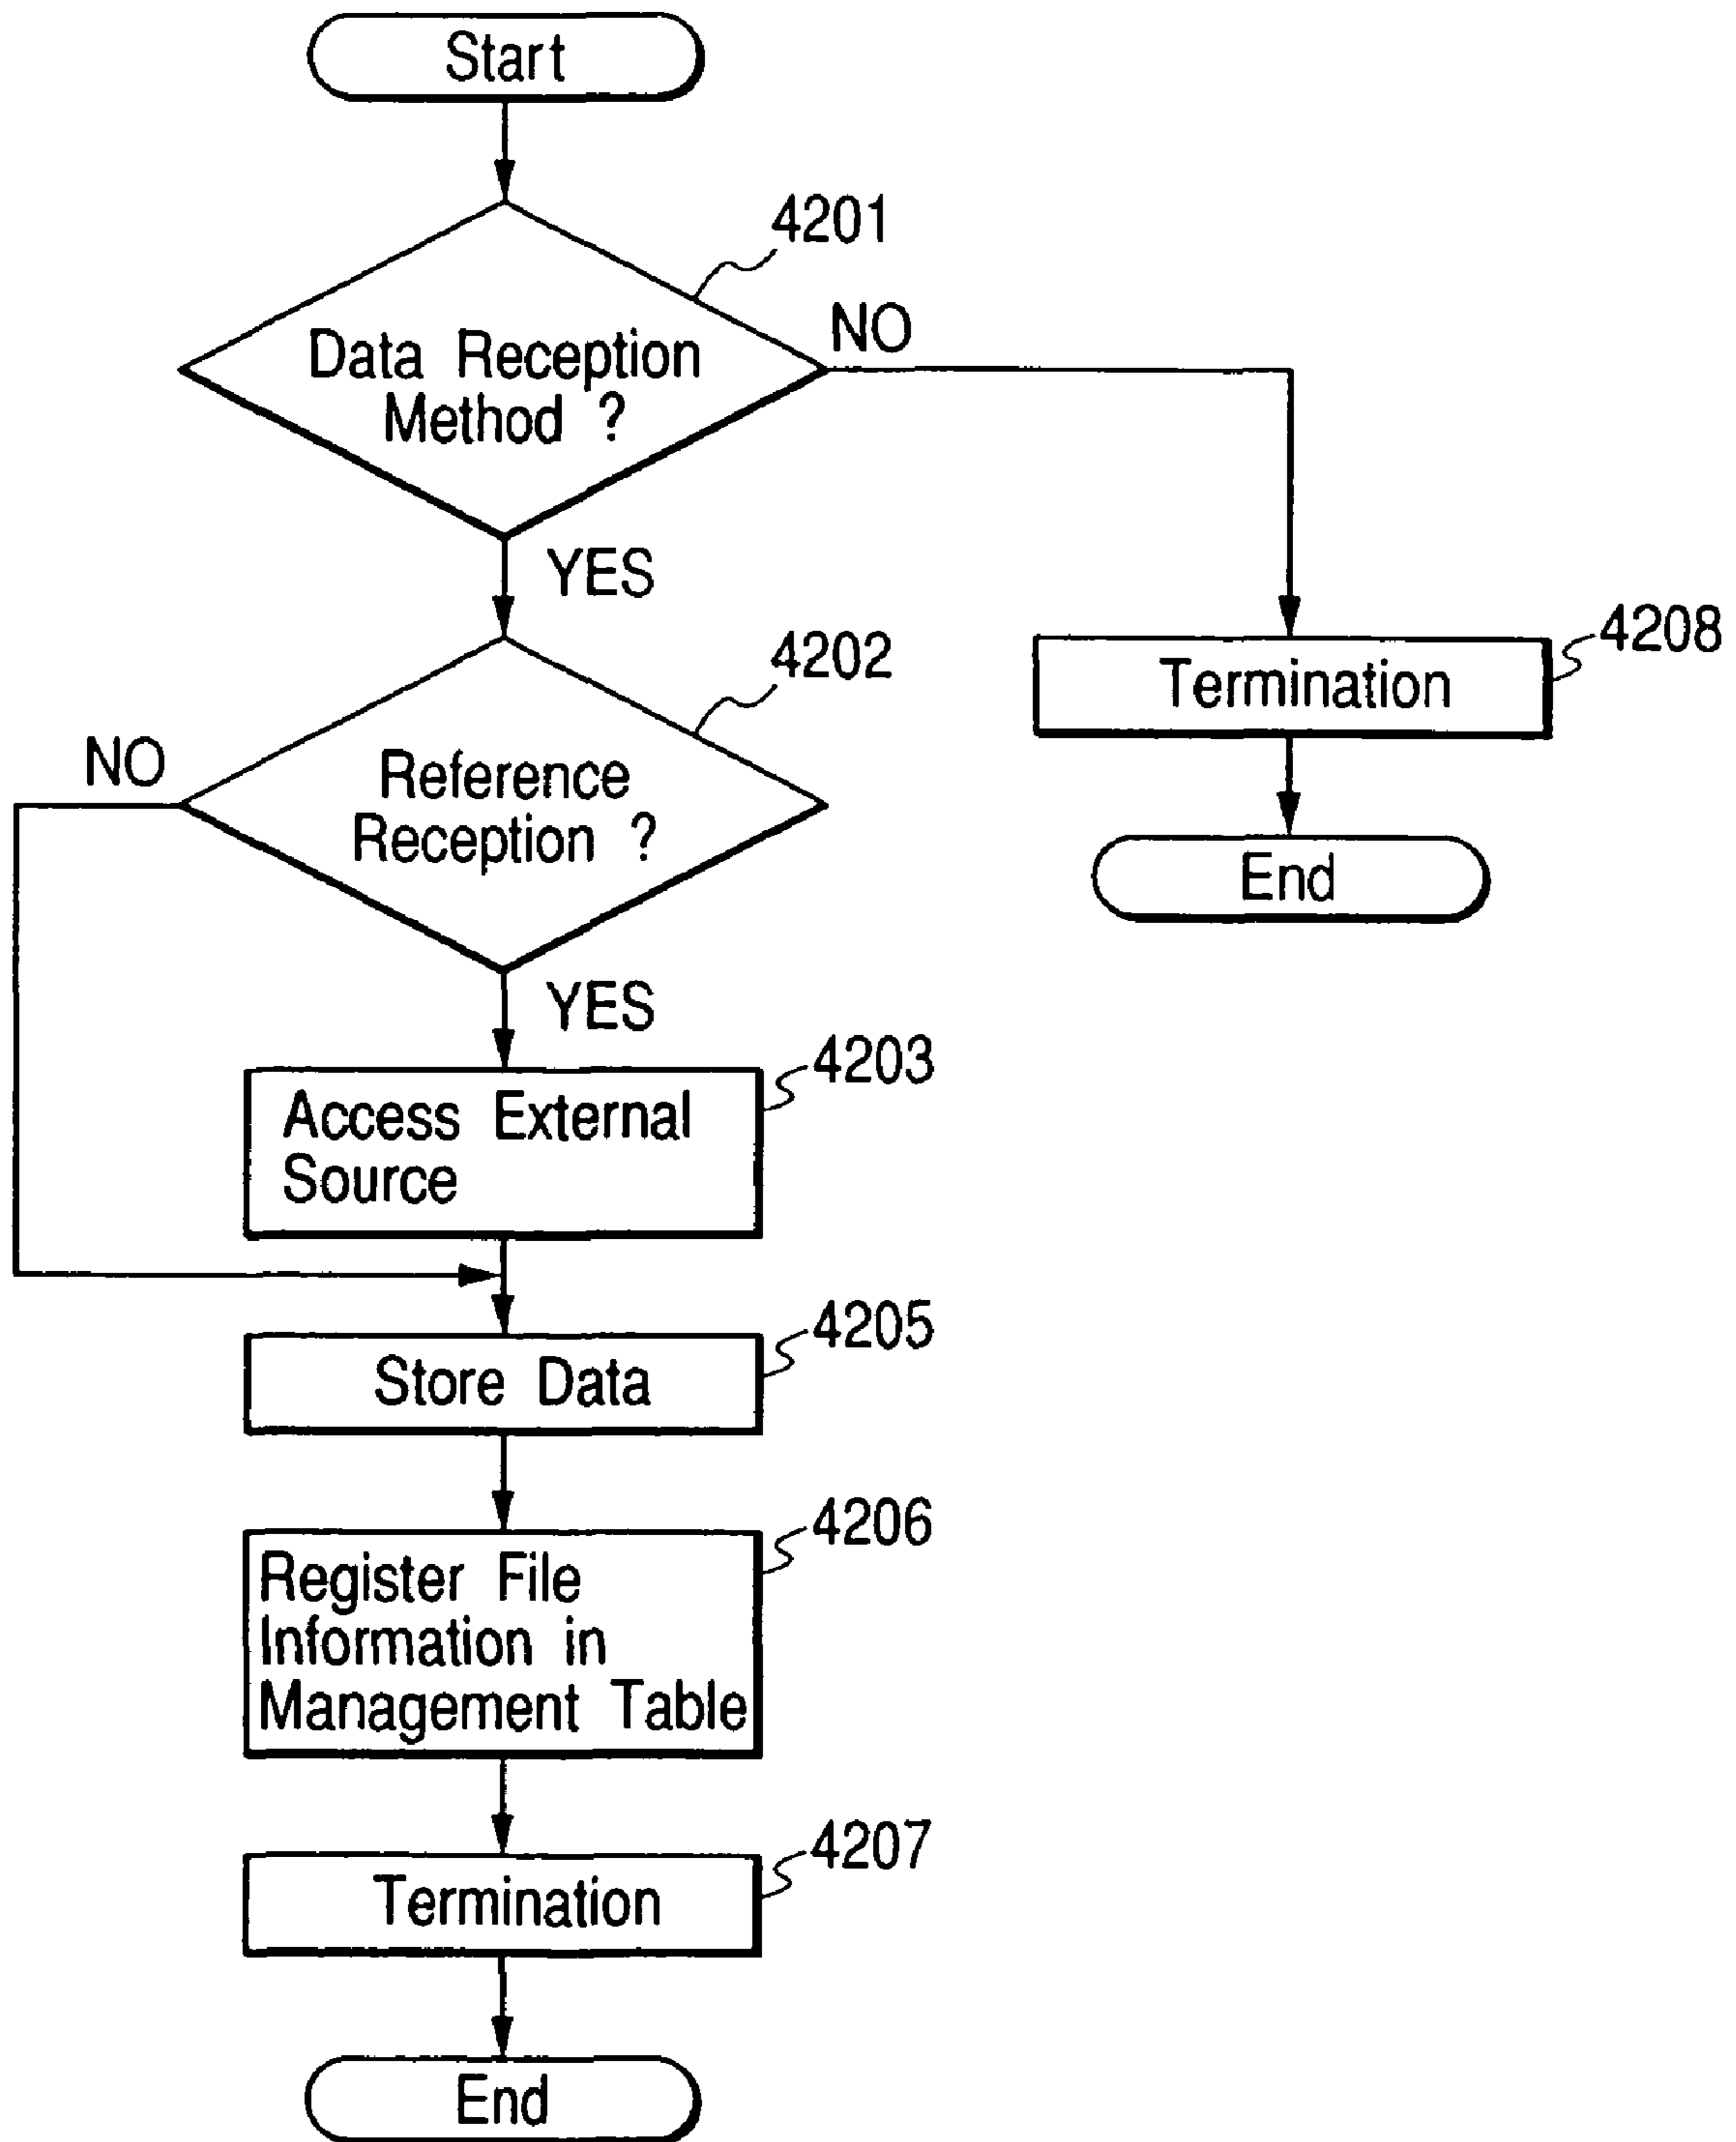 Start
4201
Data Reception
Method ?
NO
YES
4202
Reference
Reception ?
NO
YES
4208
Termination
End
4203
Access External
Source
4205
Store Data
4206
Register File
Information in
Management Table
4207
Termination
End